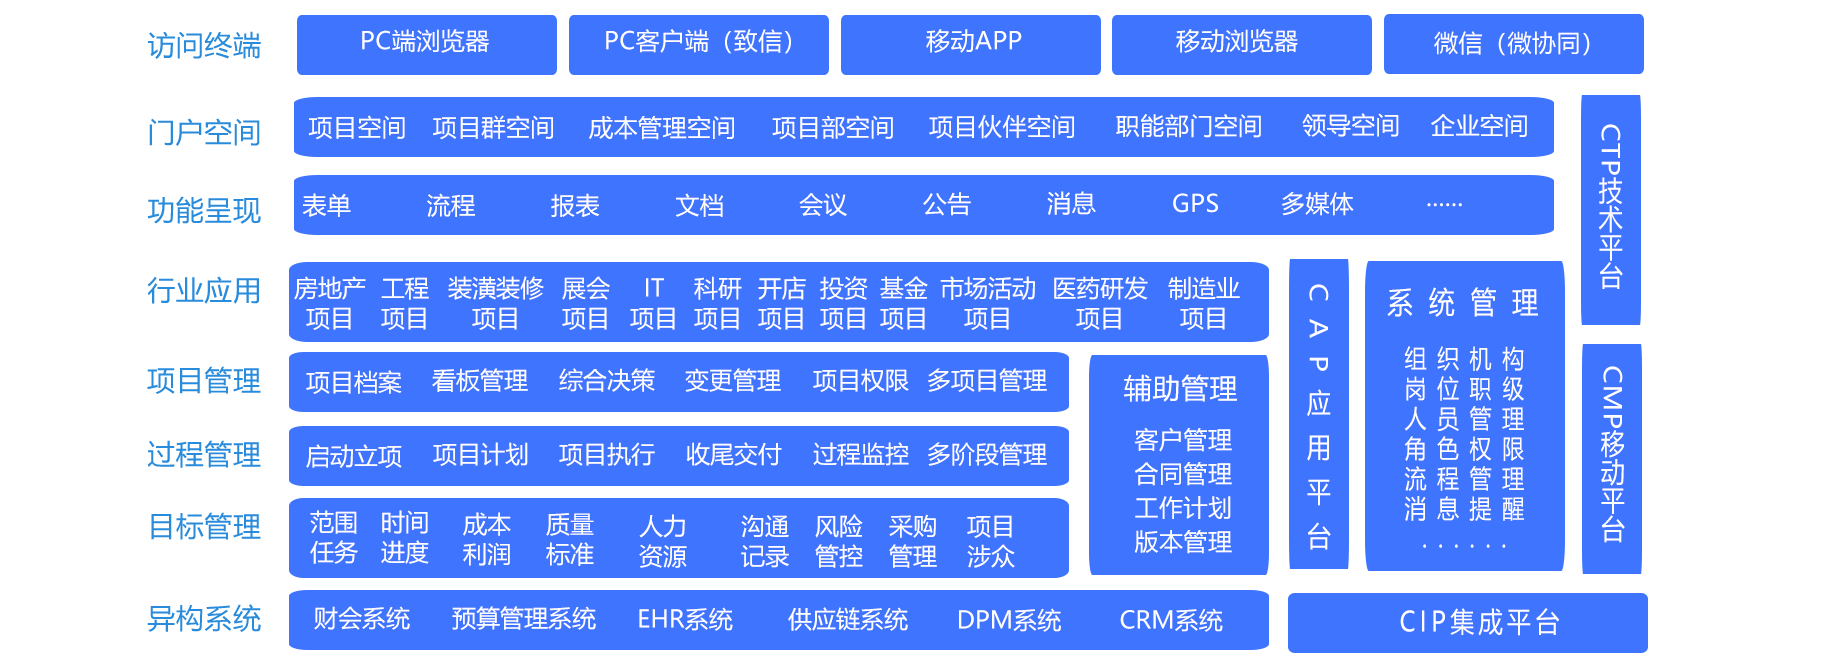 访问终端
PC端浏览器
PC客户端（致信）
移动APP
移动浏览器
微信（微协同）
门户空间
项目空间
项目群空间
成本管理空间
项目部空间
项目伙伴空间
职能部门空间
领导空间
企业空间
功能呈现
表单
流程
报表
文档
会议
公告
消息
GPS
多媒体
······
CTP技术平台
行业应用
房地产
项目
工程
项目
装潢装修
项目
展会
项目
IT
项目
科研
项目
开店
项目
投资
项目
基金
项目
市场活动
项目
医药研发
项目
制造业
项目
项目管理
项目档案
看板管理
综合决策
变更管理
项目权限
多项目管理
过程管理
启动立项
项目计划
项目执行
收尾交付
过程监控
多阶段管理
目标管理
范围
任务
时间
进度
成本
利润
质量
标准
人力
资源
沟通
记录
风险
管控
采购
管理
项目
涉众
辅助管理
客户管理
合同管理
工作计划
版本管理
CAP应用平台
系统管理
组织机构
岗位职级
人员管理
角色权限
流程管理
消息提醒
······
CMP移动平台
异构系统
财会系统
预算管理系统
EHR系统
供应链系统
DPM系统
CRM系统
CIP集成平台